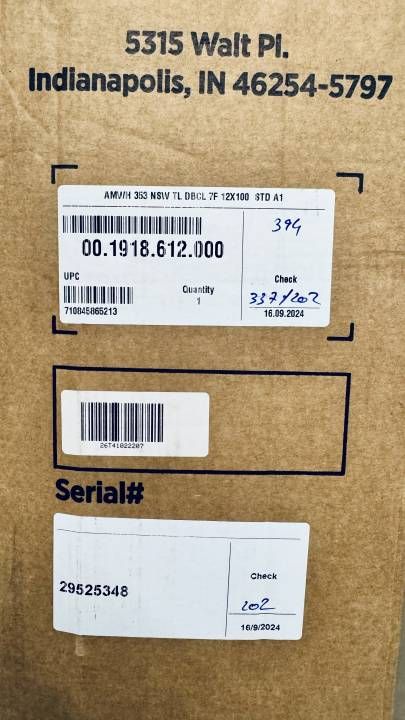 5315 Walt Pl.
Indianapolis, IN 46254-5797
AMV/H 353 NSW TL DBCL 7F 12X100 STD A1
394
00.1918.612.000
UPC
Quantity
1
Check
337/202
710845865213
16.09.2024
26T41022207
Serial#
29525348
Check
202
16/9/2024